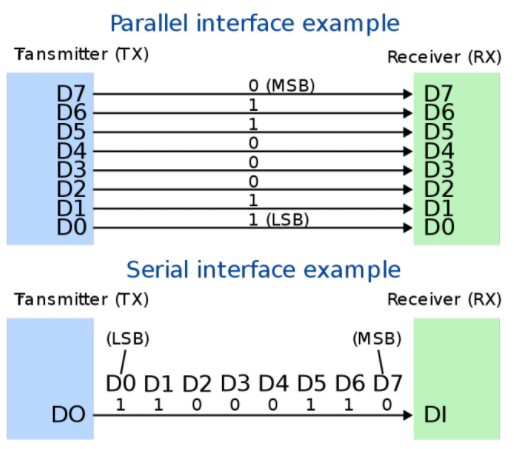 Parallel interface example
Transmitter (TX) Receiver (RX)
D7 0 (MSB) D7
D6 1 D6
D5 1 D5
D4 0 D4
D3 0 D3
D2 0 D2
D1 1 D1
D0 1 (LSB) D0
Serial interface example
Transmitter (TX) Receiver (RX)
(LSB) (MSB)
D0 D1 D2 D3 D4 D5 D6 D7
1 1 0 0 0 1 1 0
DO DI